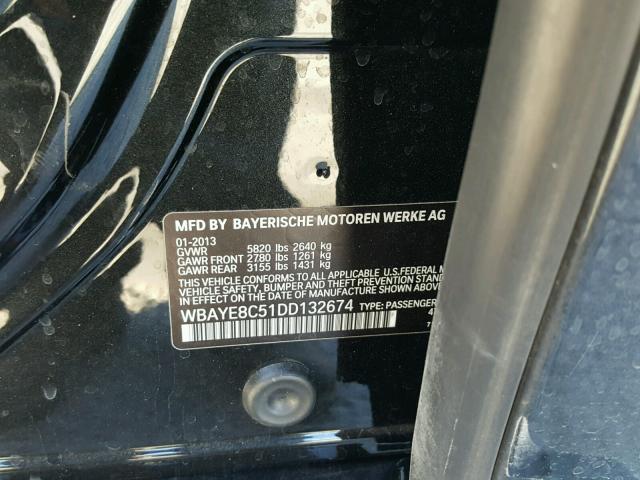 MFD BY BAYERISCHE MOTOREN WERKE AG
01-2013
GVWR 5820 lbs 2640 kg
GAWR FRONT 2780 lbs 1261 kg
GAWR REAR 3155 lbs 1431 kg
THIS VEHICLE CONFORMS TO ALL APPLICABLE U.S.FEDERAL M
VEHICLE SAFETY, BUMPER AND THEFT PREVENTION STAND
IN EFFECT ON THE DATE OF MANUFACTURE SHOWN ABOVE
WBAYE8C51DD132674 TYPE: PASSENGER
4
7